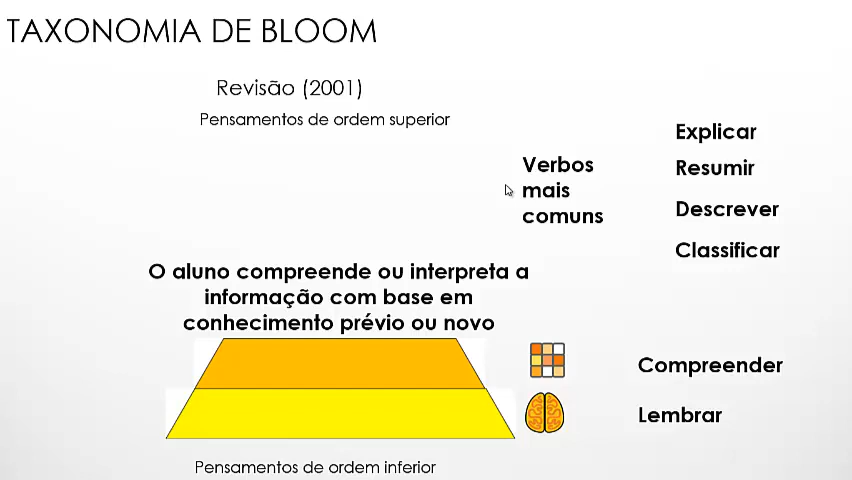 TAXONOMIA DE BLOOM
Revisão (2001)
Pensamentos de ordem superior
Verbos
mais
comuns
Explicar
Resumir
Descrever
Classificar
O aluno compreende ou interpreta a
informação com base em
conhecimento prévio ou novo
Compreender
Lembrar
Pensamentos de ordem inferior